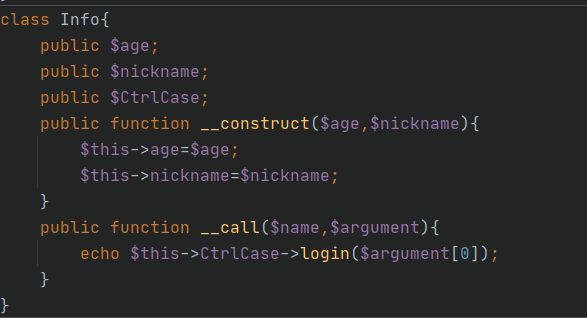 class Info{
    public $age;
    public $nickname;
    public $CtrlCase;
    public function __construct($age,$nickname){
        $this->age=$age;
        $this->nickname=$nickname;
    }
    public function __call($name,$argument){
        echo $this->CtrlCase->login($argument[0]);
    }
}